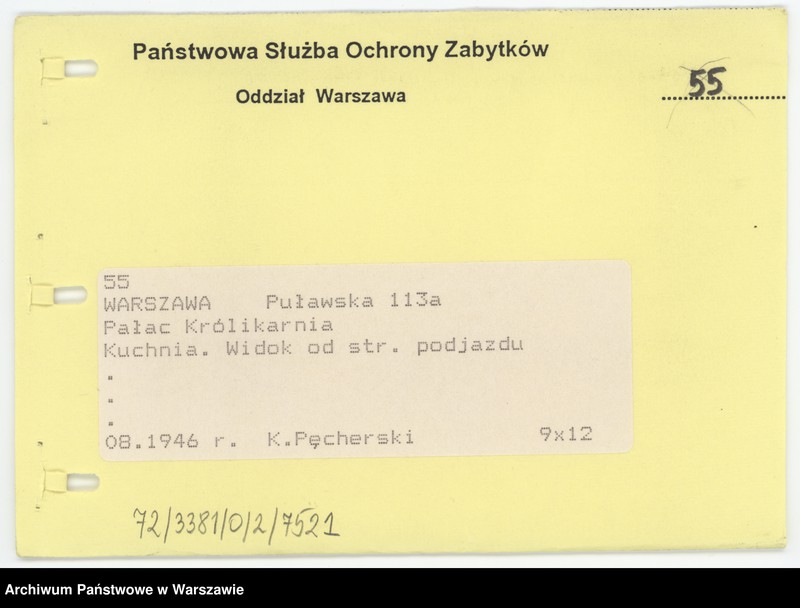 Państwowa Służba Ochrony Zabytków
Oddział Warszawa
55
55
WARSZAWA Puławska 113a
Pałac Królikarnia
Kuchnia. Widok od str. podjazdu
.
.
.
08.1946 r. K.Pęcherski 9x12
72/3381/0/2/7521
Archiwum Państwowe w Warszawie